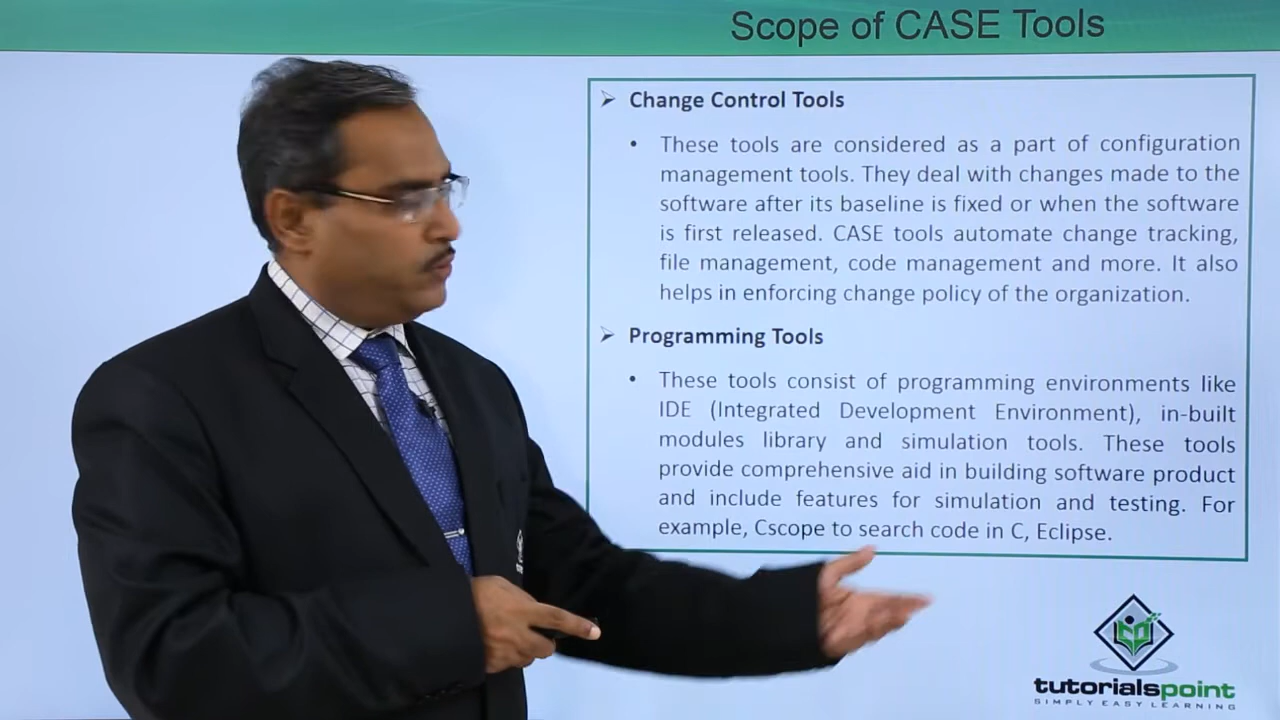 Scope of CASE Tools
➢ Change Control Tools
• These tools are considered as a part of configuration
management tools. They deal with changes made to the
software after its baseline is fixed or when the software
is first released. CASE tools automate change tracking,
file management, code management and more. It also
helps in enforcing change policy of the organization.
➢ Programming Tools
• These tools consist of programming environments like
IDE (Integrated Development Environment), in-built
modules library and simulation tools. These tools
provide comprehensive aid in building software product
and include features for simulation and testing. For
example, Cscope to search code in C, Eclipse.
tutorialspoint
SIMPLY EASY LEARNING